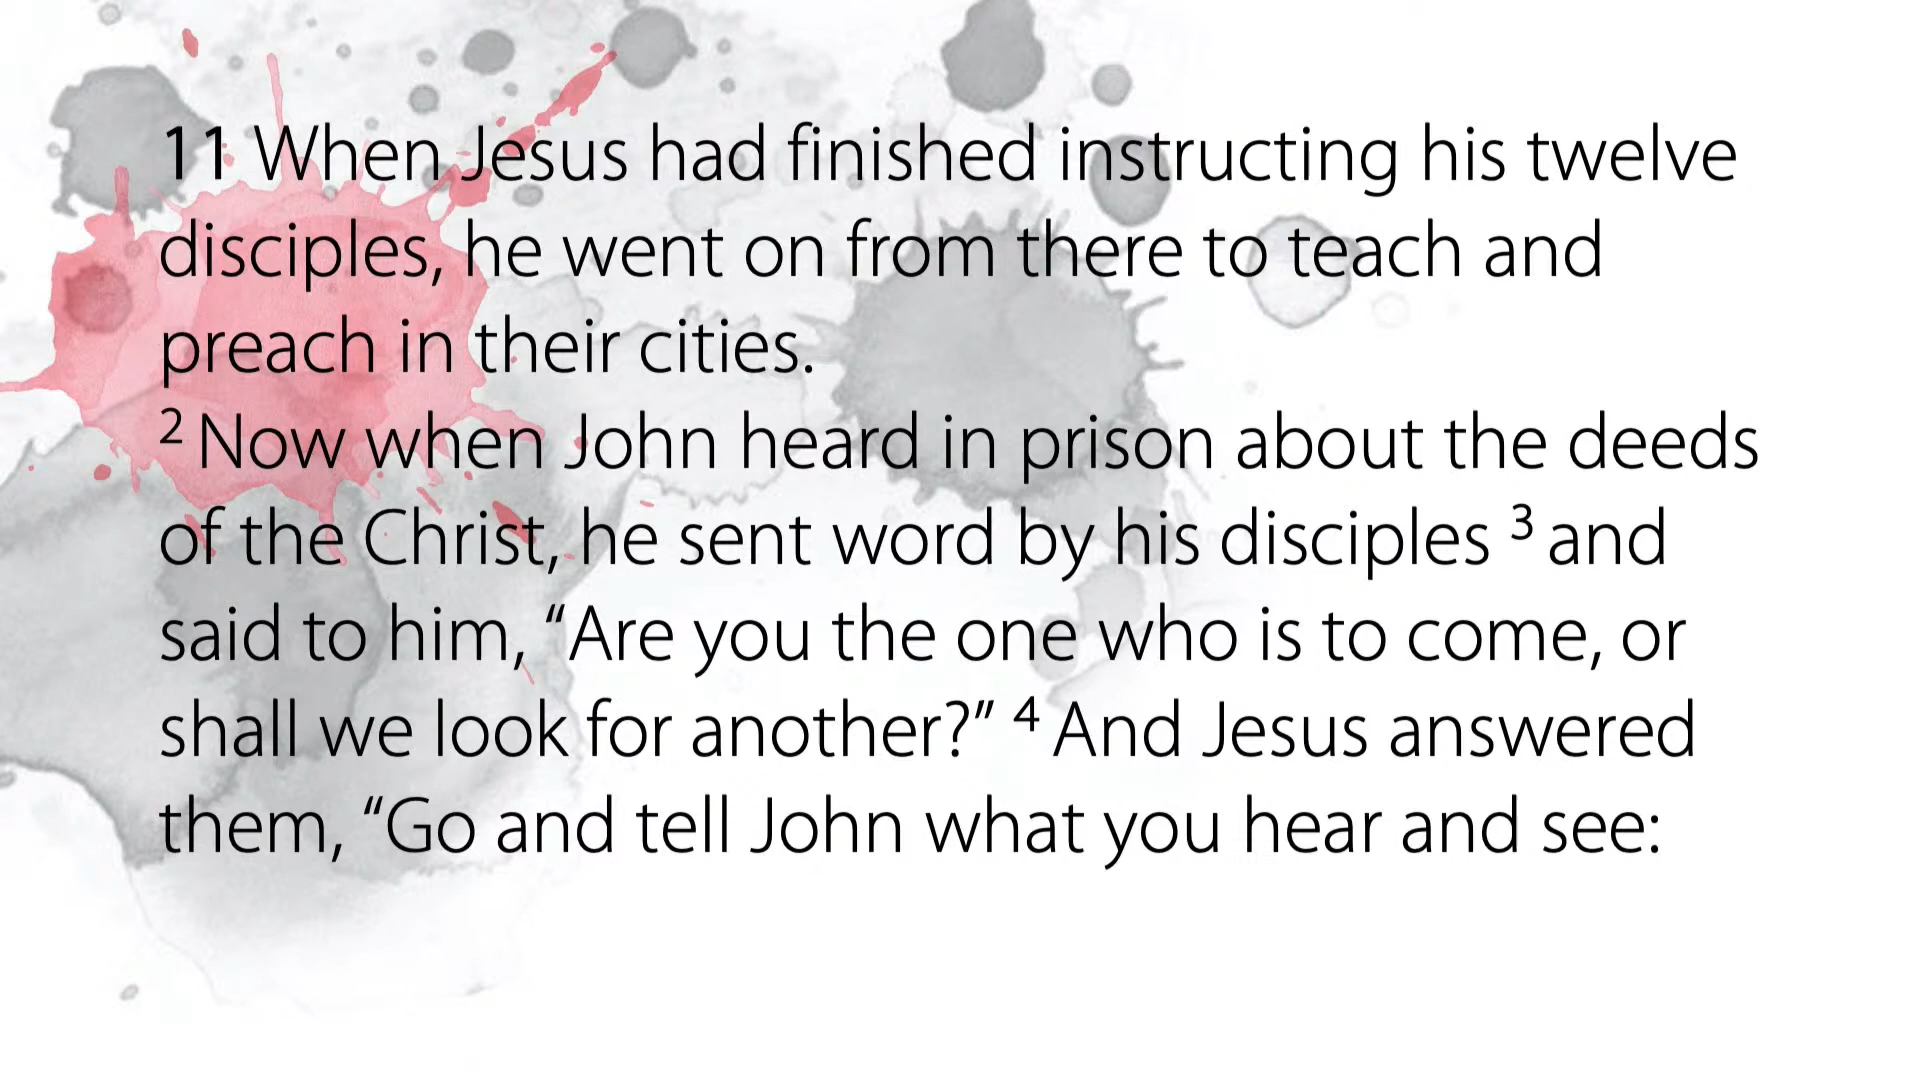 11 When Jesus had finished instructing his twelve
disciples, he went on from there to teach and
preach in their cities.
2 Now when John heard in prison about the deeds
of the Christ, he sent word by his disciples 3 and
said to him, “Are you the one who is to come, or
shall we look for another?” 4 And Jesus answered
them, “Go and tell John what you hear and see: